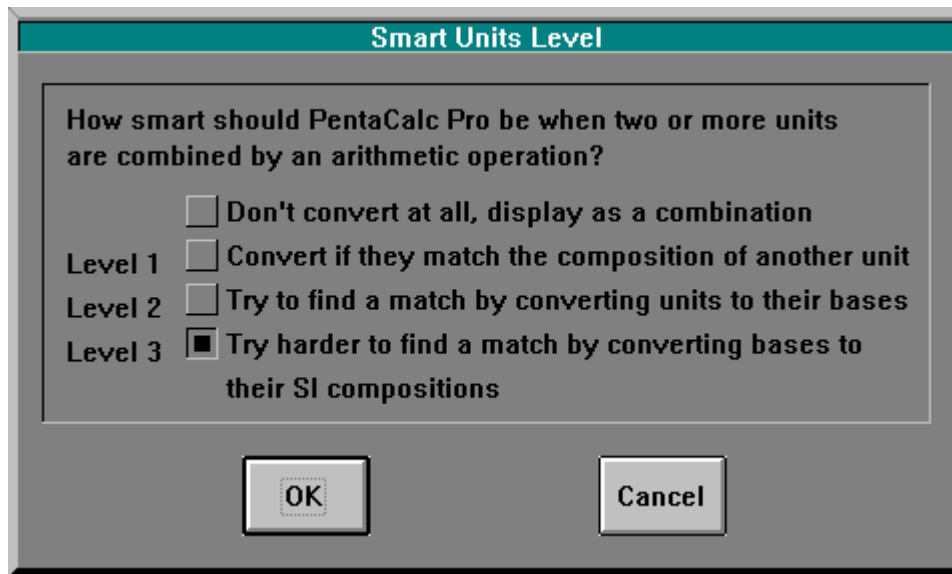 Smart Units Level
How smart should PentaCalc Pro be when two or more units
are combined by an arithmetic operation?
Don't convert at all, display as a combination
Level 1 Convert if they match the composition of another unit
Level 2 Try to find a match by converting units to their bases
Level 3 Try harder to find a match by converting bases to
their SI compositions
OK Cancel